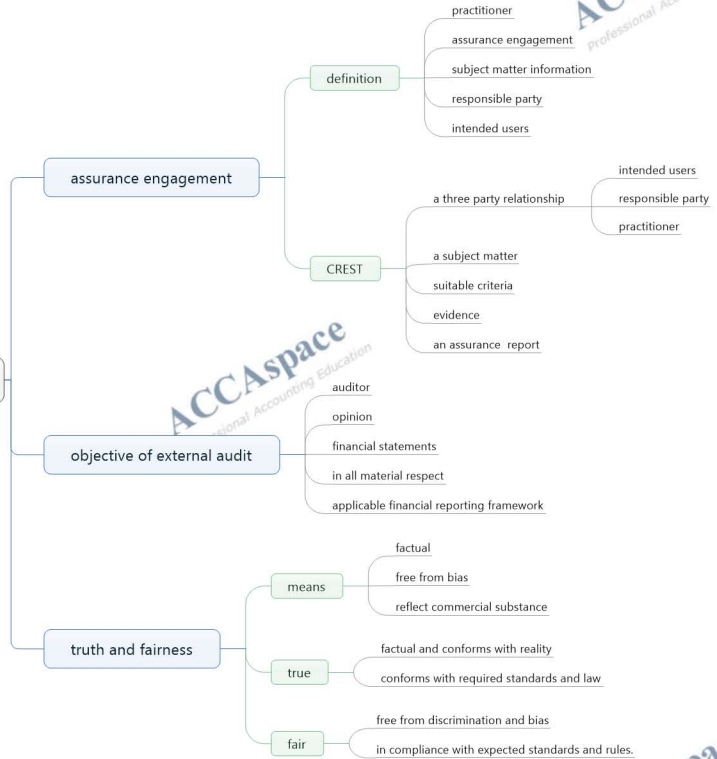 practitioner
assurance engagement
subject matter information
responsible party
intended users
definition
assurance engagement
a three party relationship
intended users
responsible party
practitioner
CREST
a subject matter
suitable criteria
evidence
an assurance report
ACCAspace
ional Accounting Education
auditor
opinion
financial statements
in all material respect
applicable financial reporting framework
objective of external audit
factual
free from bias
reflect commercial substance
means
truth and fairness
true
factual and conforms with reality
conforms with required standards and law
fair
free from discrimination and bias
in compliance with expected standards and rules.